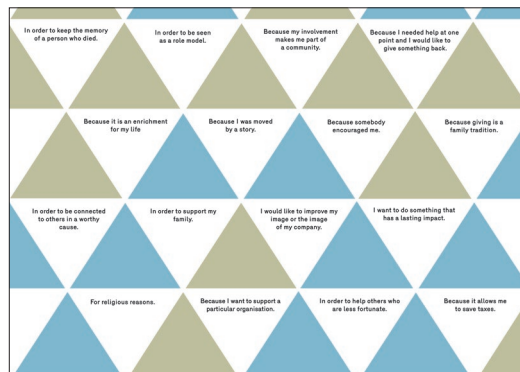 In order to keep the memory
of a person who died.
In order to be seen
as a role model.
Because my involvement
makes me part of
a community.
Because I needed help at one
point and I would like to
give something back.
Because it is an enrichment
for my life
Because I was moved
by a story.
Because somebody
encouraged me.
Because giving is a
family tradition.
In order to be connected
to others in a worthy
cause.
In order to support my
family.
I would like to improve my
image or the image
of my company.
I want to do something that
has a lasting impact.
For religious reasons.
Because I want to support a
particular organisation.
In order to help others who
are less fortunate.
Because it allows me
to save taxes.